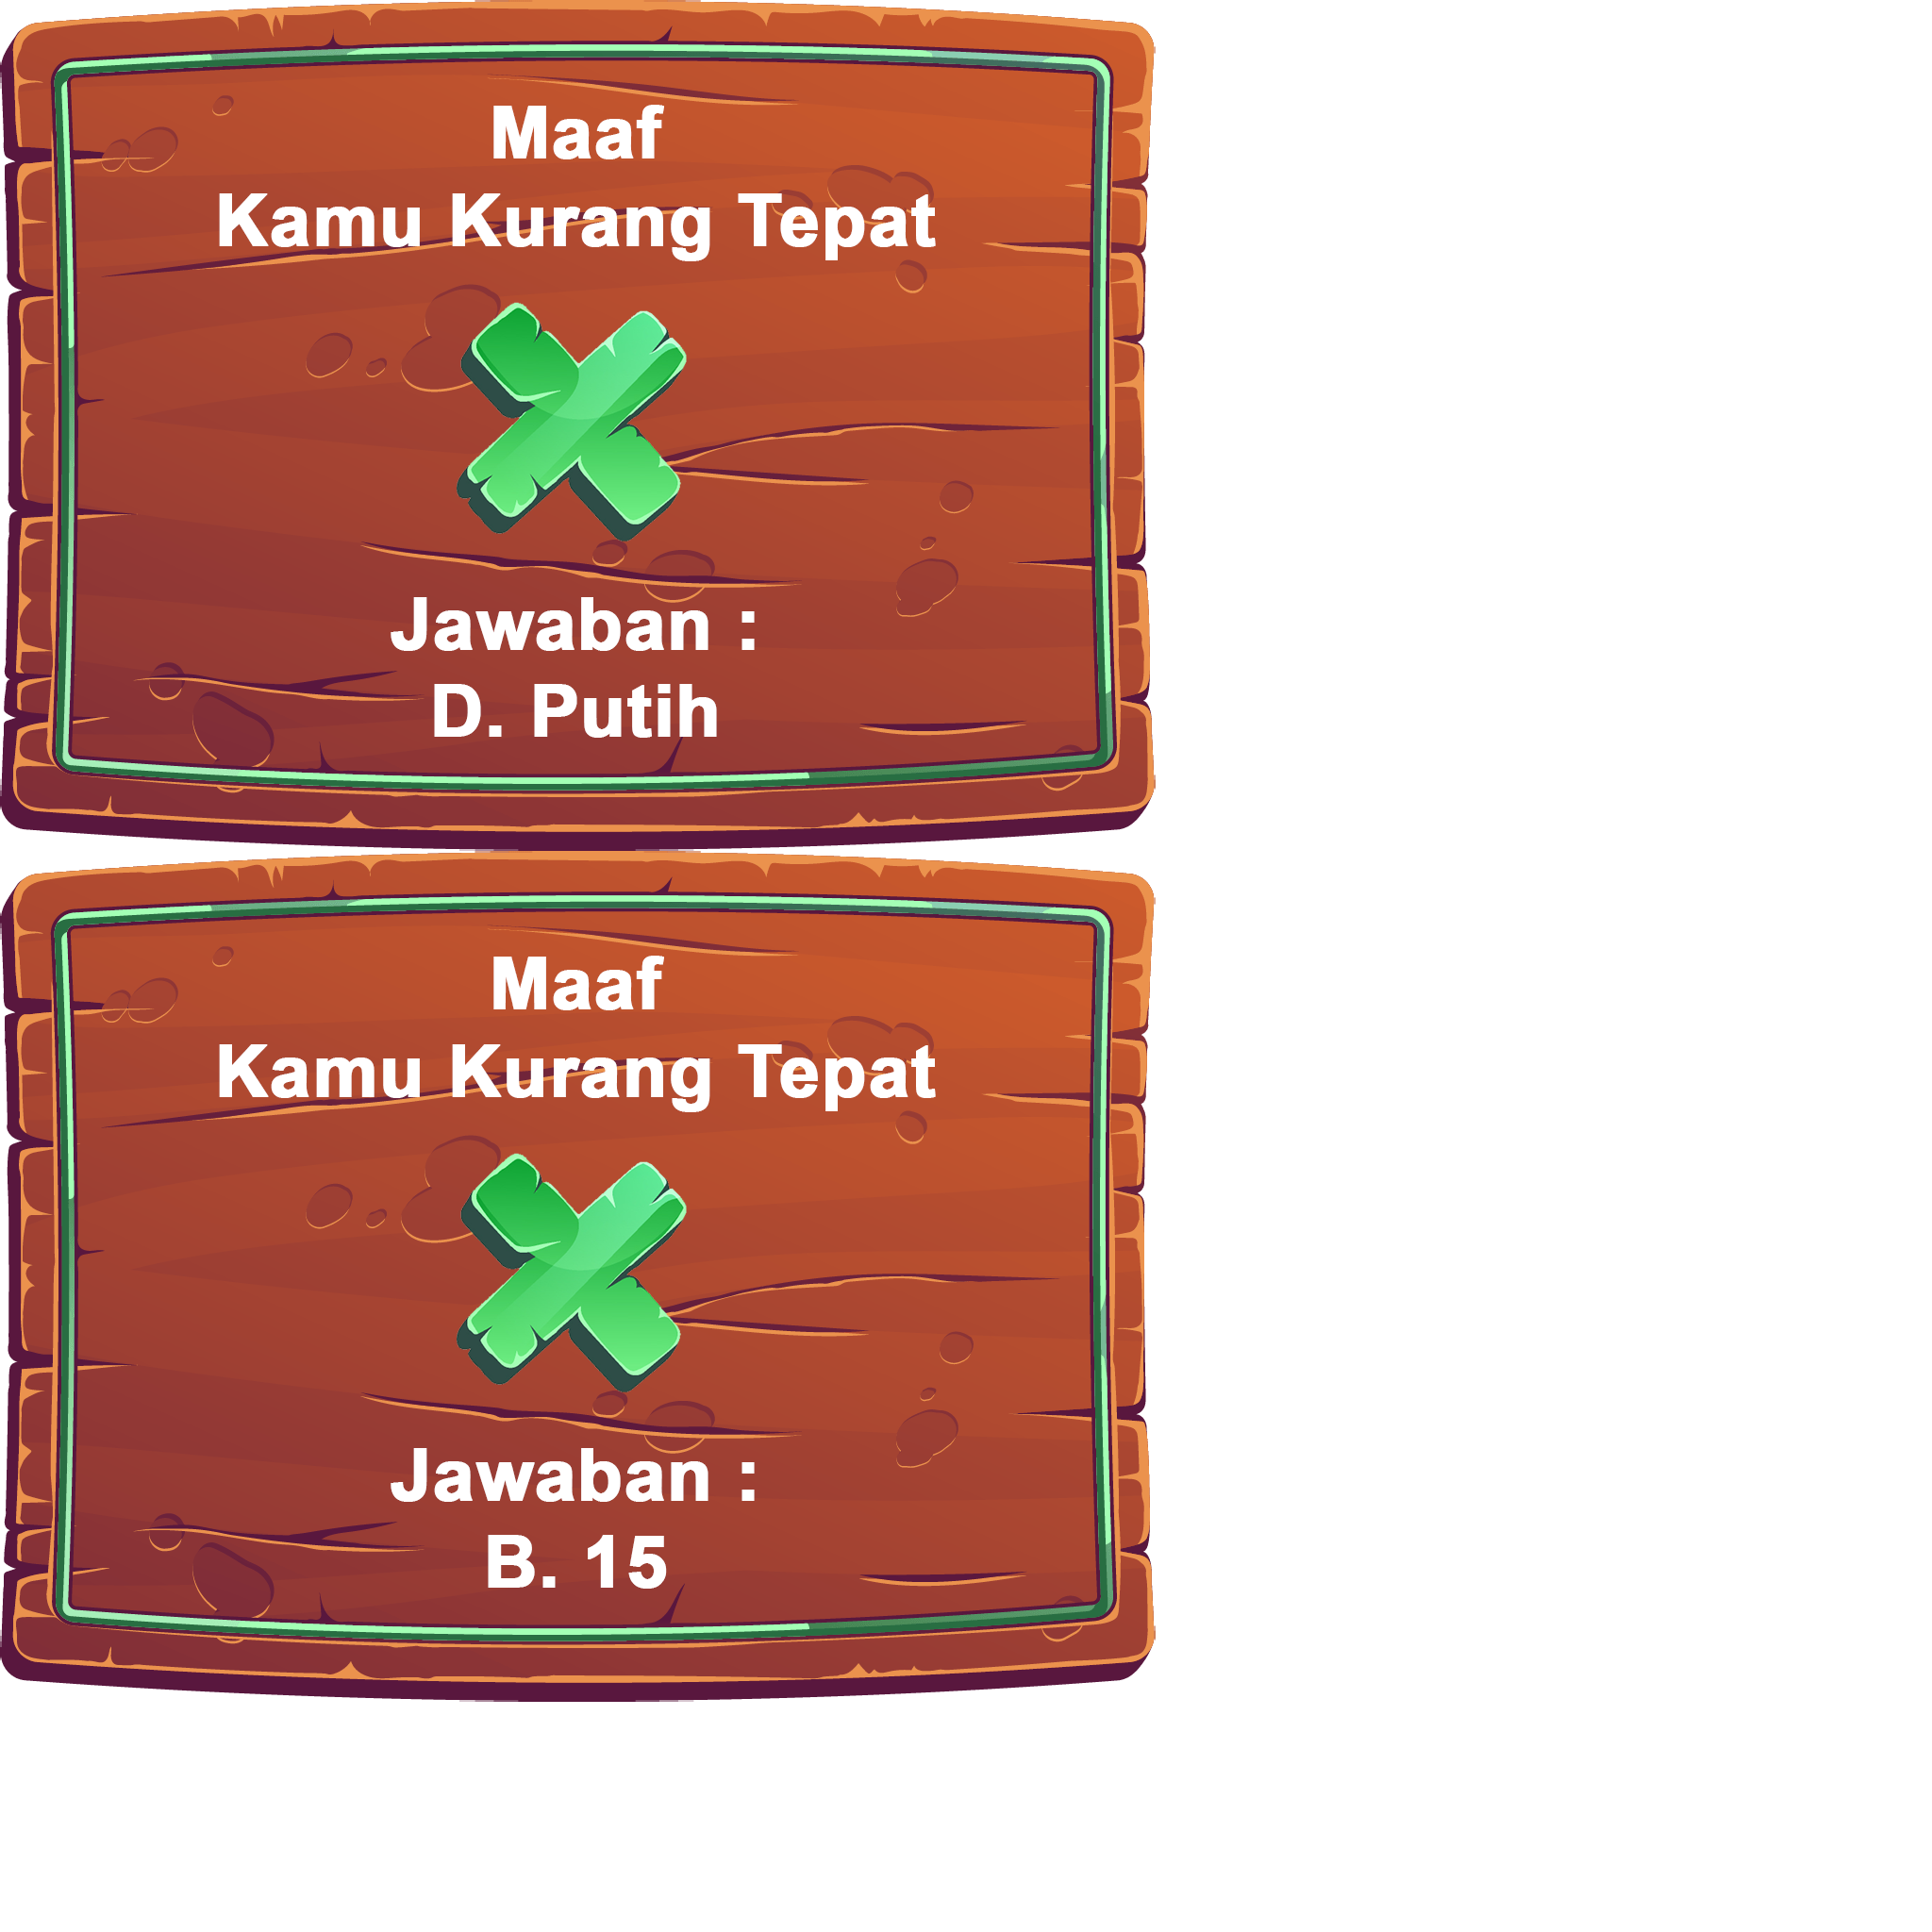 Maaf
Kamu Kurang Tepat
Jawaban :
D. Putih
Maaf
Kamu Kurang Tepat
Jawaban :
B. 15